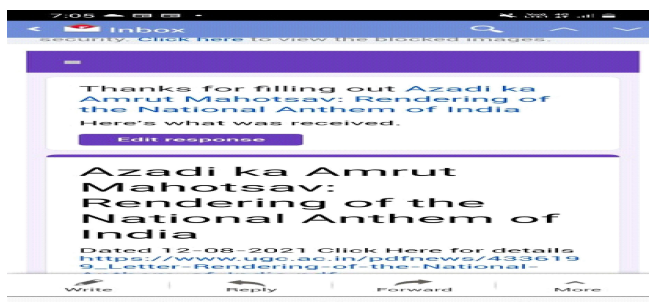 7:05
Inbox
security. Click here to view the blocked images.
Thanks for filling out Azadi ka
Amrut Mahotsav: Rendering of
the National Anthem of India
Here's what was received.
Edit response
Azadi ka Amrut
Mahotsav:
Rendering of the
National Anthem of
India
Dated 12-08-2021 Click Here for details
https://www.ugc.ac.in/pdfnews/433619
9_Letter-Rendering-of-the-National-
Write Reply Forward More